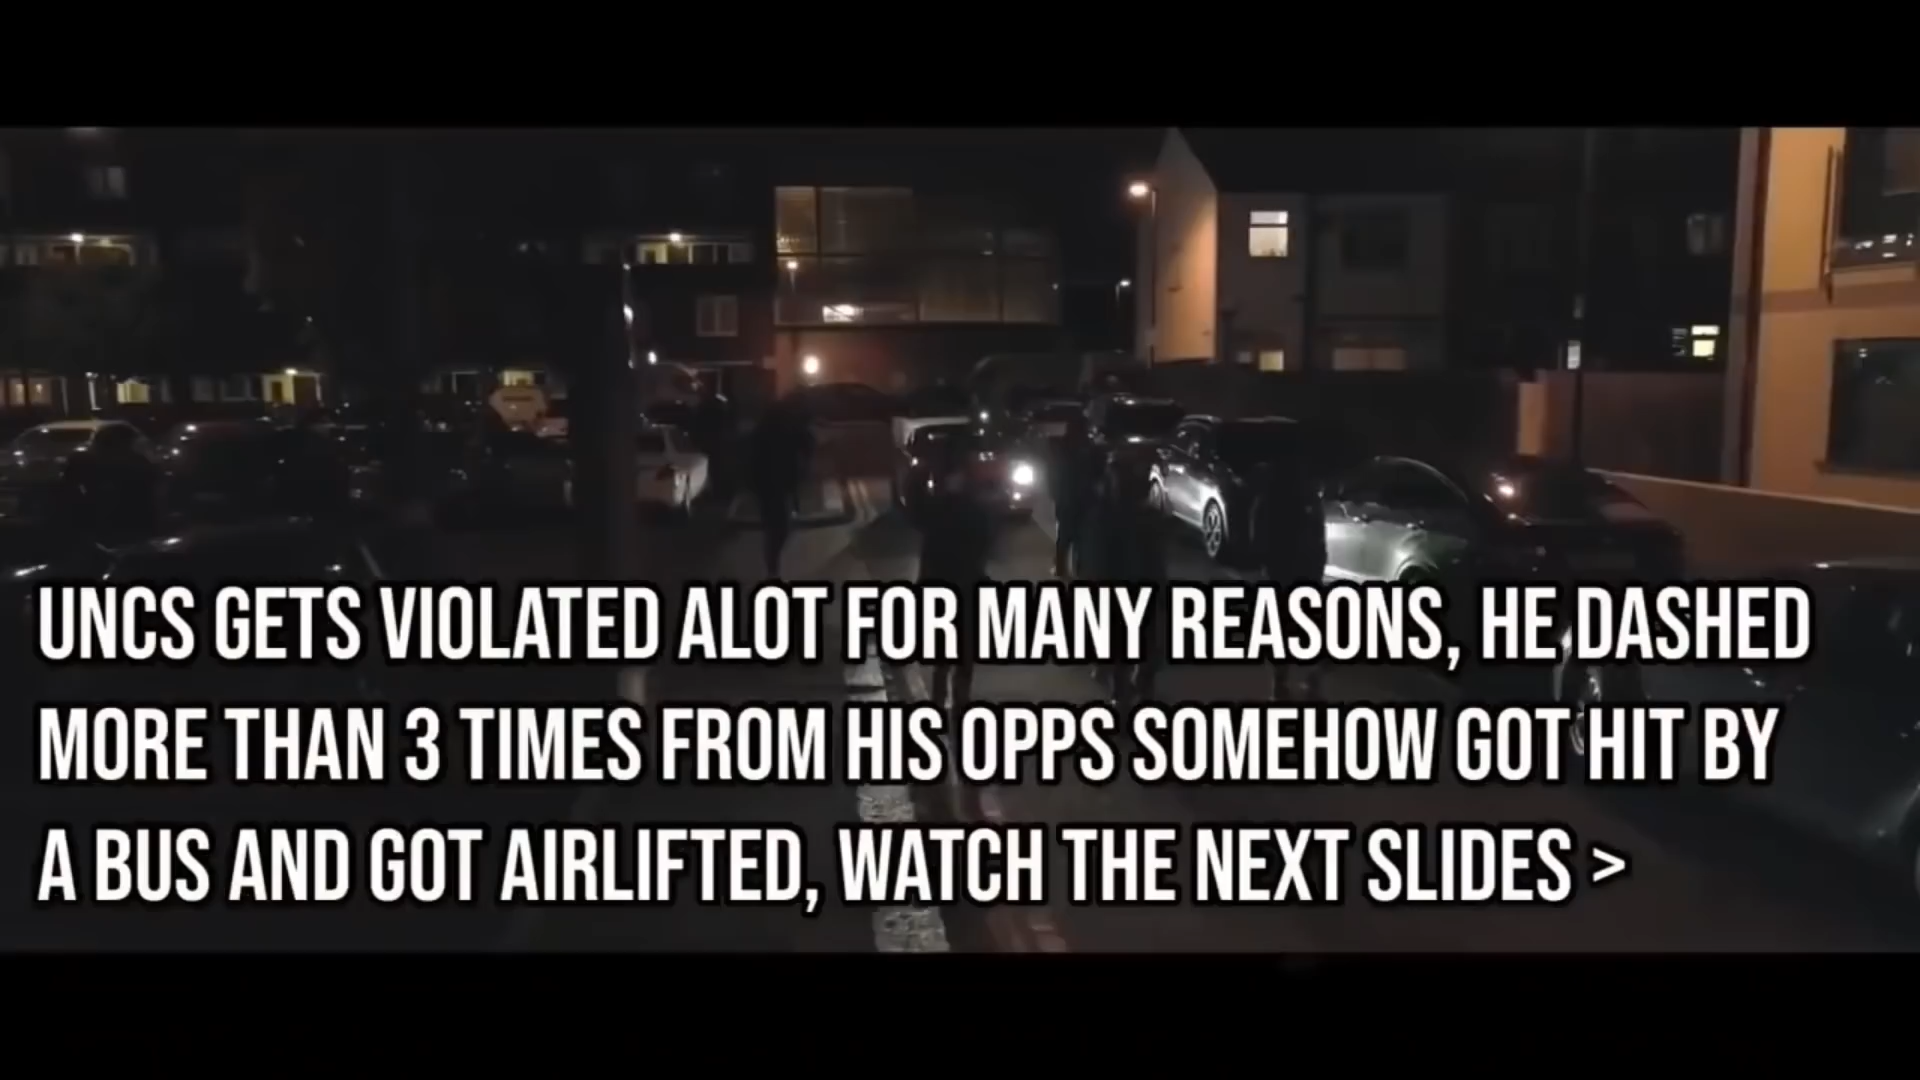 UNCS GETS VIOLATED ALOT FOR MANY REASONS, HE DASHED
MORE THAN 3 TIMES FROM HIS OPPS SOMEHOW GOT HIT BY
A BUS AND GOT AIRLIFTED, WATCH THE NEXT SLIDES >